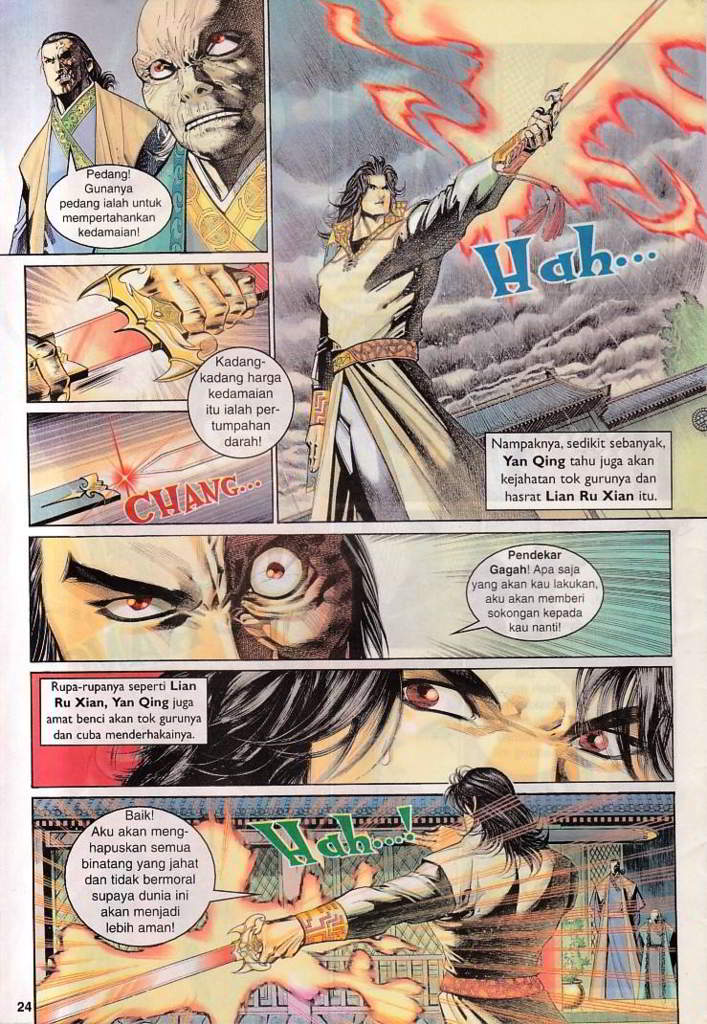 Pedang!
Gunanya
pedang ialah untuk
mempertahankan
kedamaian!
Hah...
Kadang-
kadang harga
kedamaian
itu ialah per-
tumpahan
darah!
CHANG...
Nampaknya, sedikit sebanyak,
Yan Qing tahu juga akan
kejahatan tok gurunya dan
hasrat Lian Ru Xian itu.
Pendekar
Gagah! Apa saja
yang akan kau lakukan,
aku akan memberi
sokongan kepada
kau nanti!
Rupa-rupanya seperti Lian
Ru Xian, Yan Qing juga
amat benci akan tok gurunya
dan cuba menderhakainya.
Hah...!
Baik!
Aku akan meng-
hapuskan semua
binatang yang jahat
dan tidak bermoral
supaya dunia ini
akan menjadi
lebih aman!
24